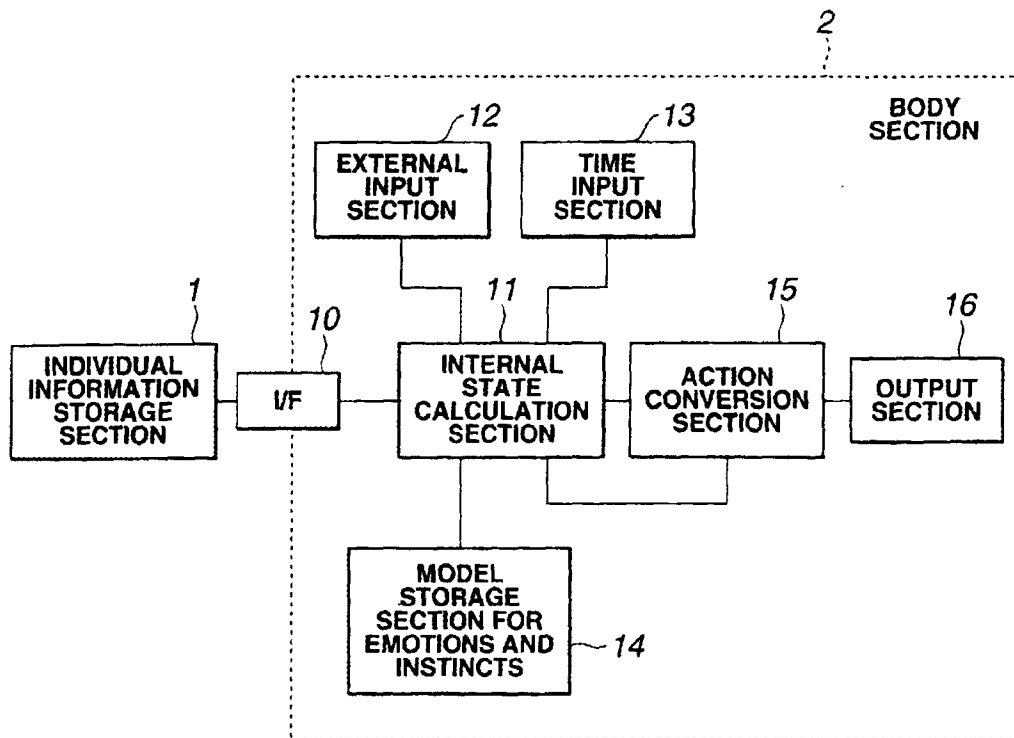 2
BODY
SECTION
12
EXTERNAL
INPUT
SECTION
13
TIME
INPUT
SECTION
1
INDIVIDUAL
INFORMATION
STORAGE
SECTION
10
I/F
11
INTERNAL
STATE
CALCULATION
SECTION
15
ACTION
CONVERSION
SECTION
16
OUTPUT
SECTION
MODEL
STORAGE
SECTION FOR
EMOTIONS AND
INSTINCTS
14